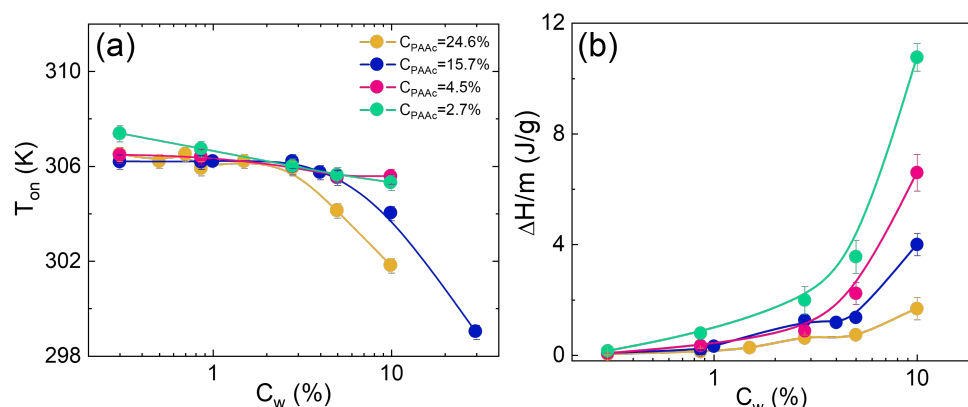 (a)
C_PAAc=24.6%
C_PAAc=15.7%
C_PAAc=4.5%
C_PAAc=2.7%
310
306
302
298
T_on (K)
1
10
C_w (%)
(b)
12
8
4
0
ΔH/m (J/g)
1
10
C_w (%)